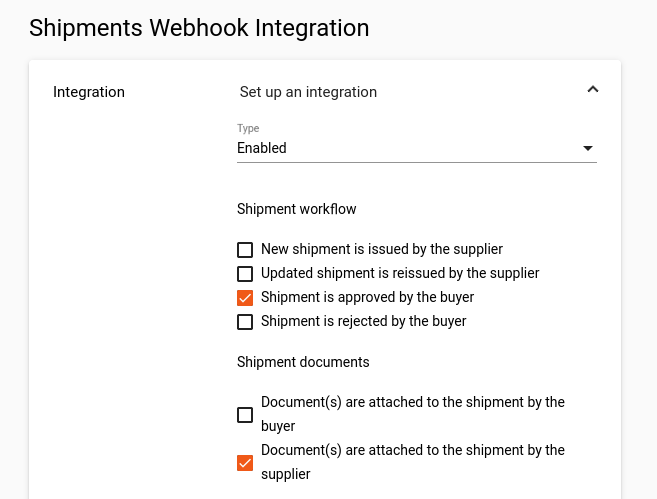 Shipments Webhook Integration
Integration
Set up an integration
Type
Enabled
Shipment workflow
New shipment is issued by the supplier
Updated shipment is reissued by the supplier
Shipment is approved by the buyer
Shipment is rejected by the buyer
Shipment documents
Document(s) are attached to the shipment by the
buyer
Document(s) are attached to the shipment by the
supplier